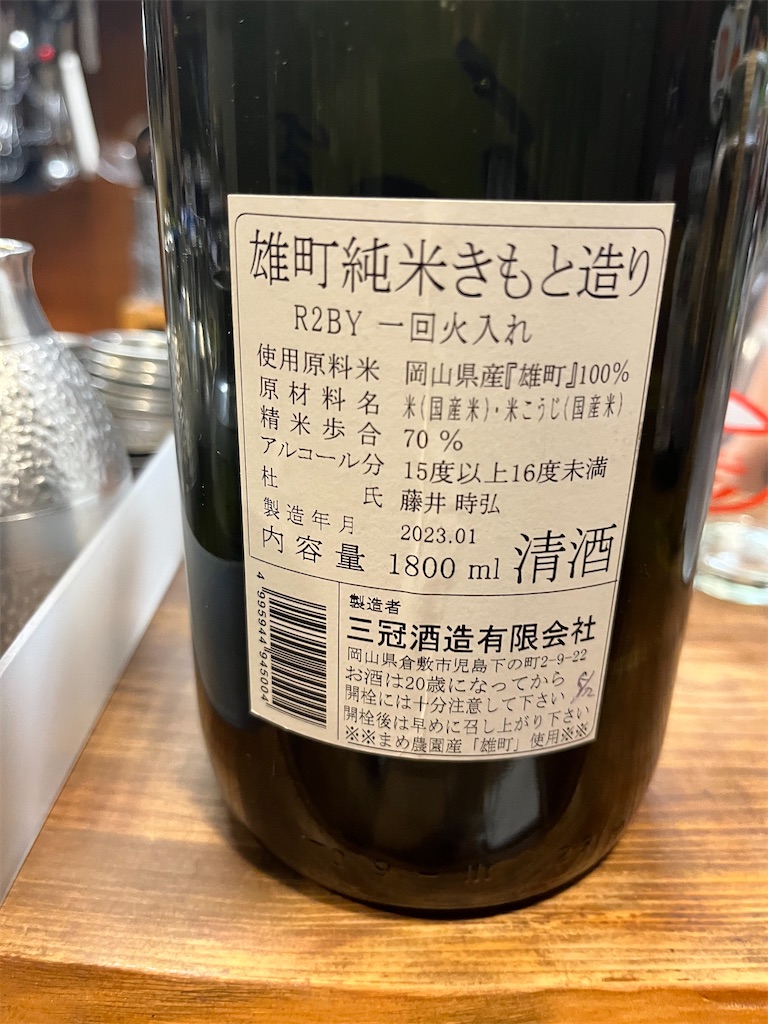 雄町純米きもと造り
R2BY 一回火入れ
使用原料米 岡山県産『雄町』100%
原材料名 米(国産米)・米こうじ(国産米)
精米歩合 70 %
アルコール分 15度以上16度未満
杜氏 藤井 時弘
製造年月 2023.01
内容量 1800 ml 清酒
4 995944 945004
製造者
三冠酒造有限会社
岡山県倉敷市児島下の町2-9-22
お酒は20歳になってから
開栓には十分注意して下さい
開栓後は早めに召し上がり下さい
※※まめ農園産「雄町」使用※※